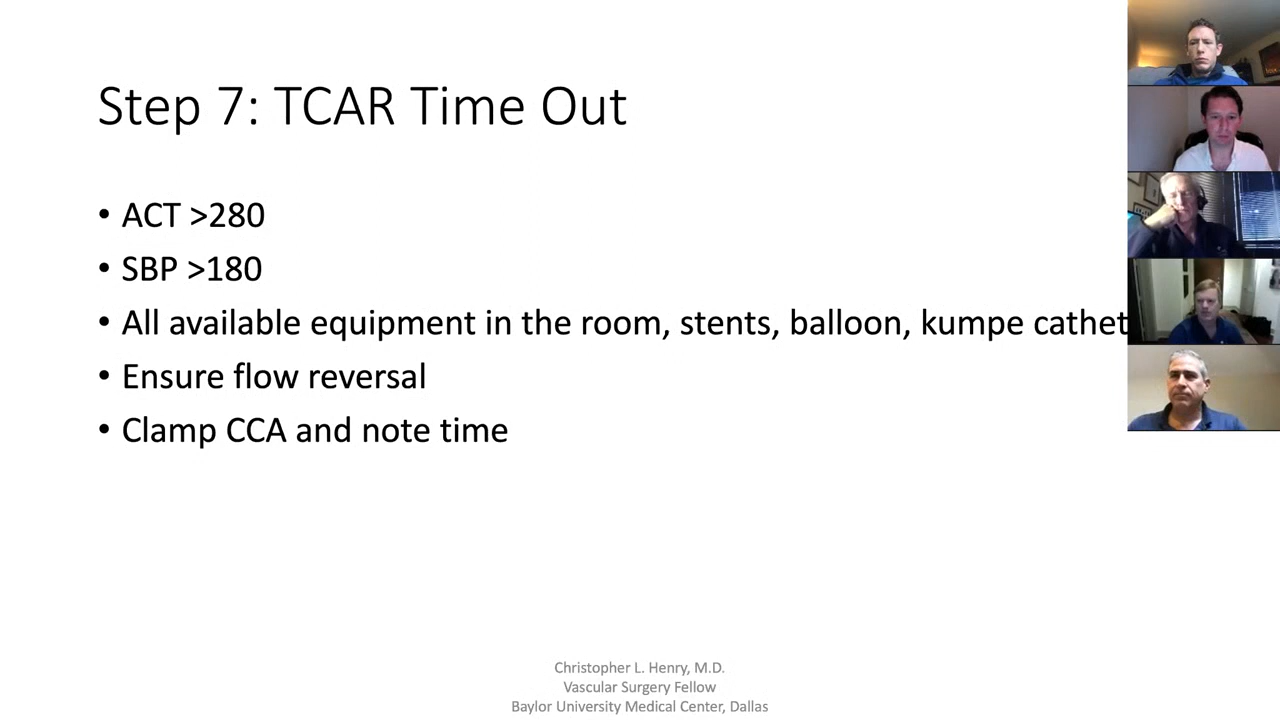 Step 7: TCAR Time Out
• ACT >280
• SBP >180
• All available equipment in the room, stents, balloon, kumpe cathet
• Ensure flow reversal
• Clamp CCA and note time
Christopher L. Henry, M.D.
Vascular Surgery Fellow
Baylor University Medical Center, Dallas